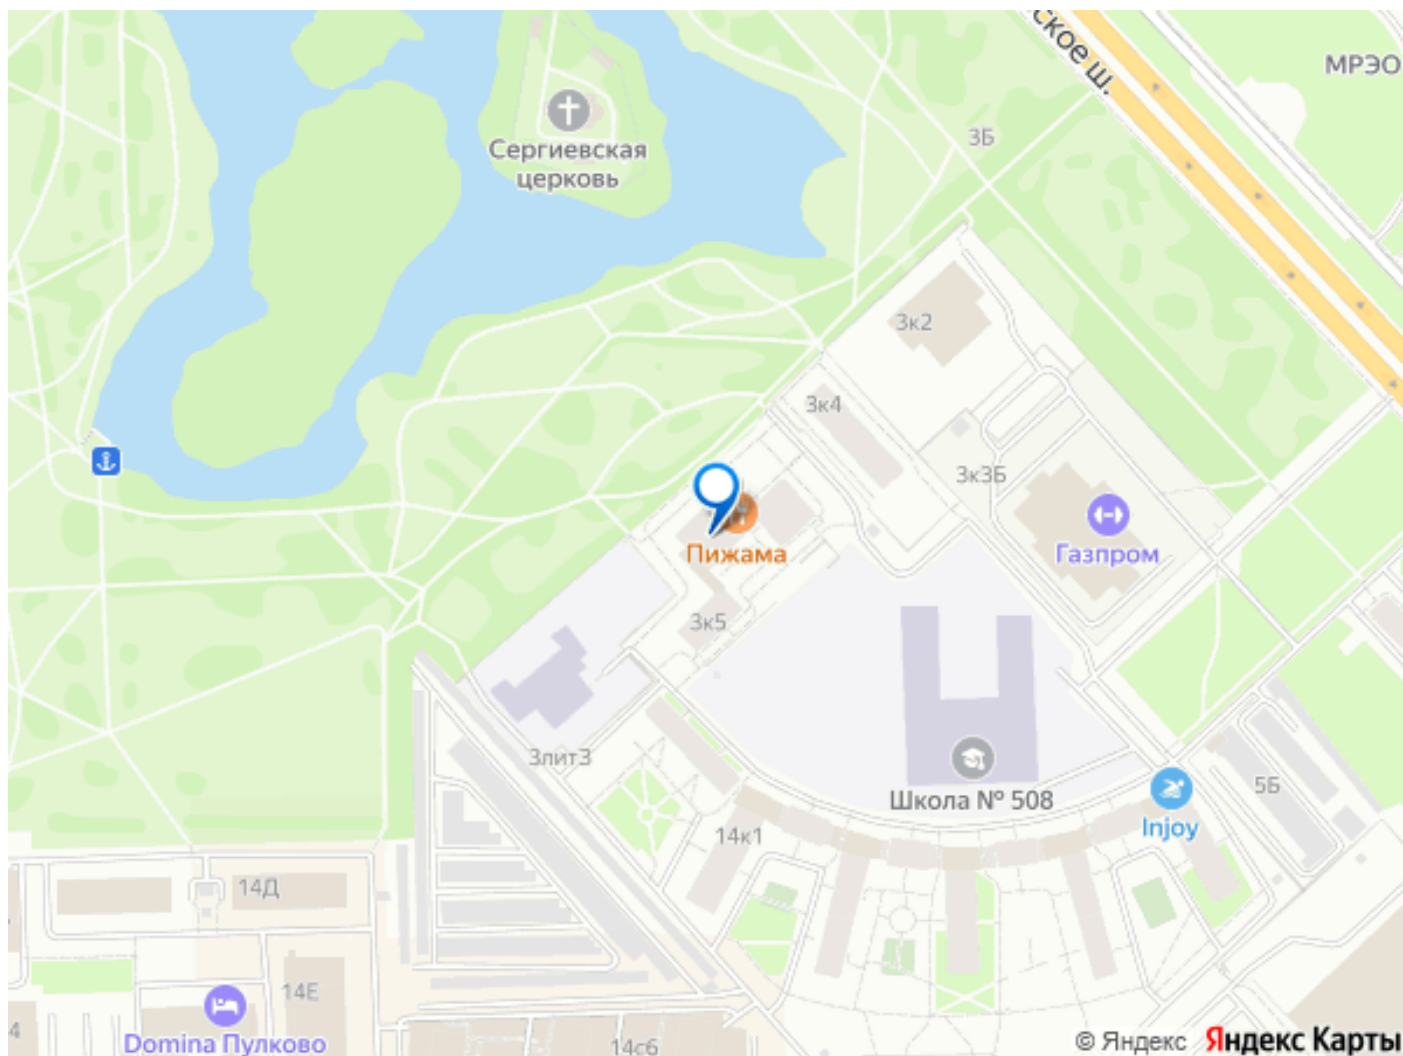 ское ш.
МРЭО
3Б
Сергиевская
церковь
3к2
3к4
3к3Б
Газпром
Пижама
3к5
3лит3
Школа № 508
5Б
Injoy
14к1
14Д
14Е
4
Domina Пулково
14с6
© Яндекс Яндекс Карты